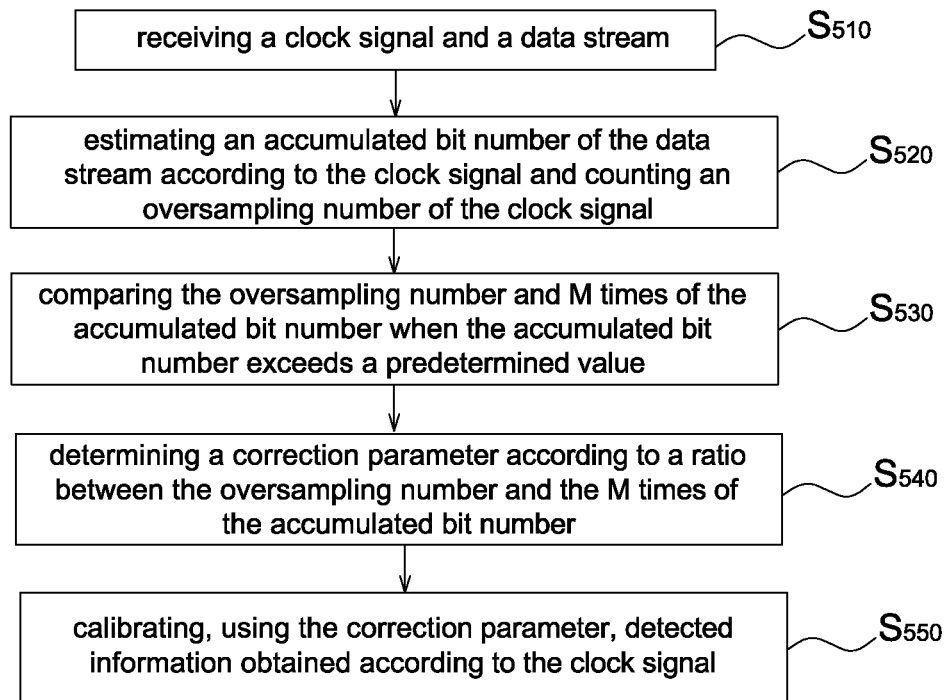 receiving a clock signal and a data stream
S510
estimating an accumulated bit number of the data
stream according to the clock signal and counting an
oversampling number of the clock signal
S520
comparing the oversampling number and M times of the
accumulated bit number when the accumulated bit
number exceeds a predetermined value
S530
determining a correction parameter according to a ratio
between the oversampling number and the M times of
the accumulated bit number
S540
calibrating, using the correction parameter, detected
information obtained according to the clock signal
S550